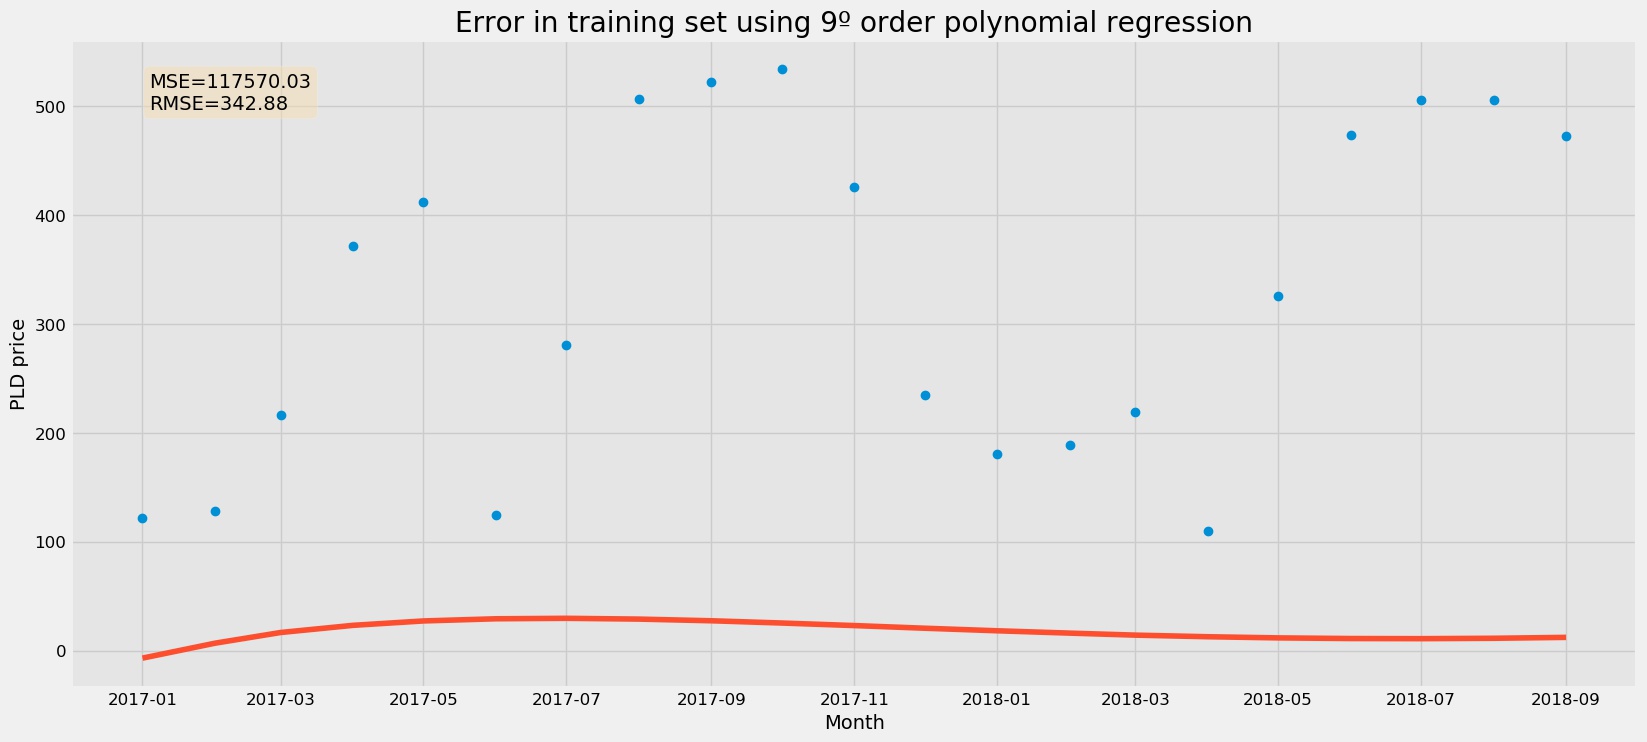 Error in training set using 9º order polynomial regression
MSE=117570.03
RMSE=342.88
500
400
300
200
100
0
PLD price
2017-01 2017-03 2017-05 2017-07 2017-09 2017-11 2018-01 2018-03 2018-05 2018-07 2018-09
Month